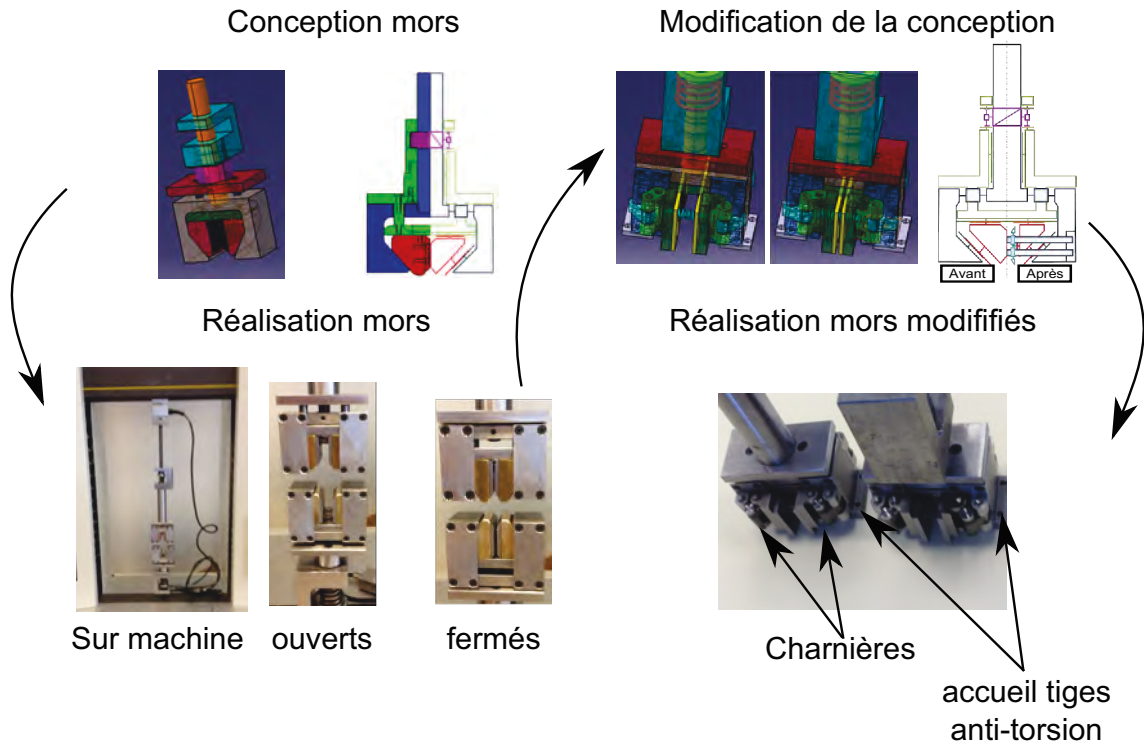 Conception mors
Modification de la conception
Avant
Après
Réalisation mors
Réalisation mors modififiés
Sur machine
ouverts
fermés
Charnières
accueil tiges
anti-torsion